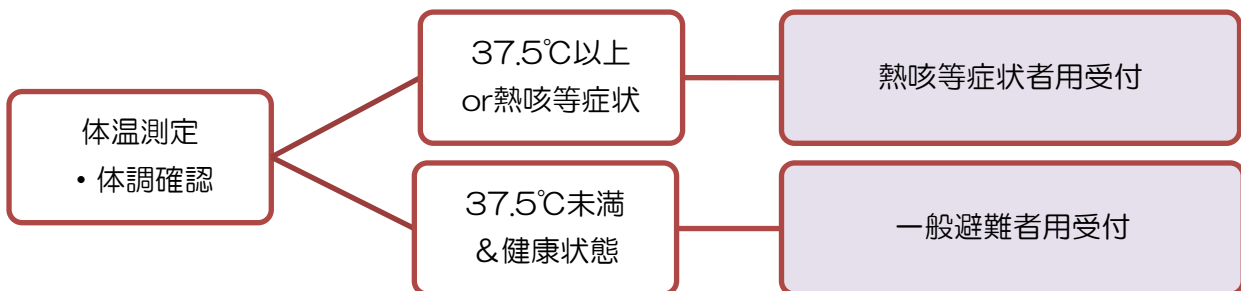 体温測定
・体調確認
37.5℃以上
or熱咳等症状
熱咳等症状者用受付
37.5℃未満
＆健康状態
一般避難者用受付